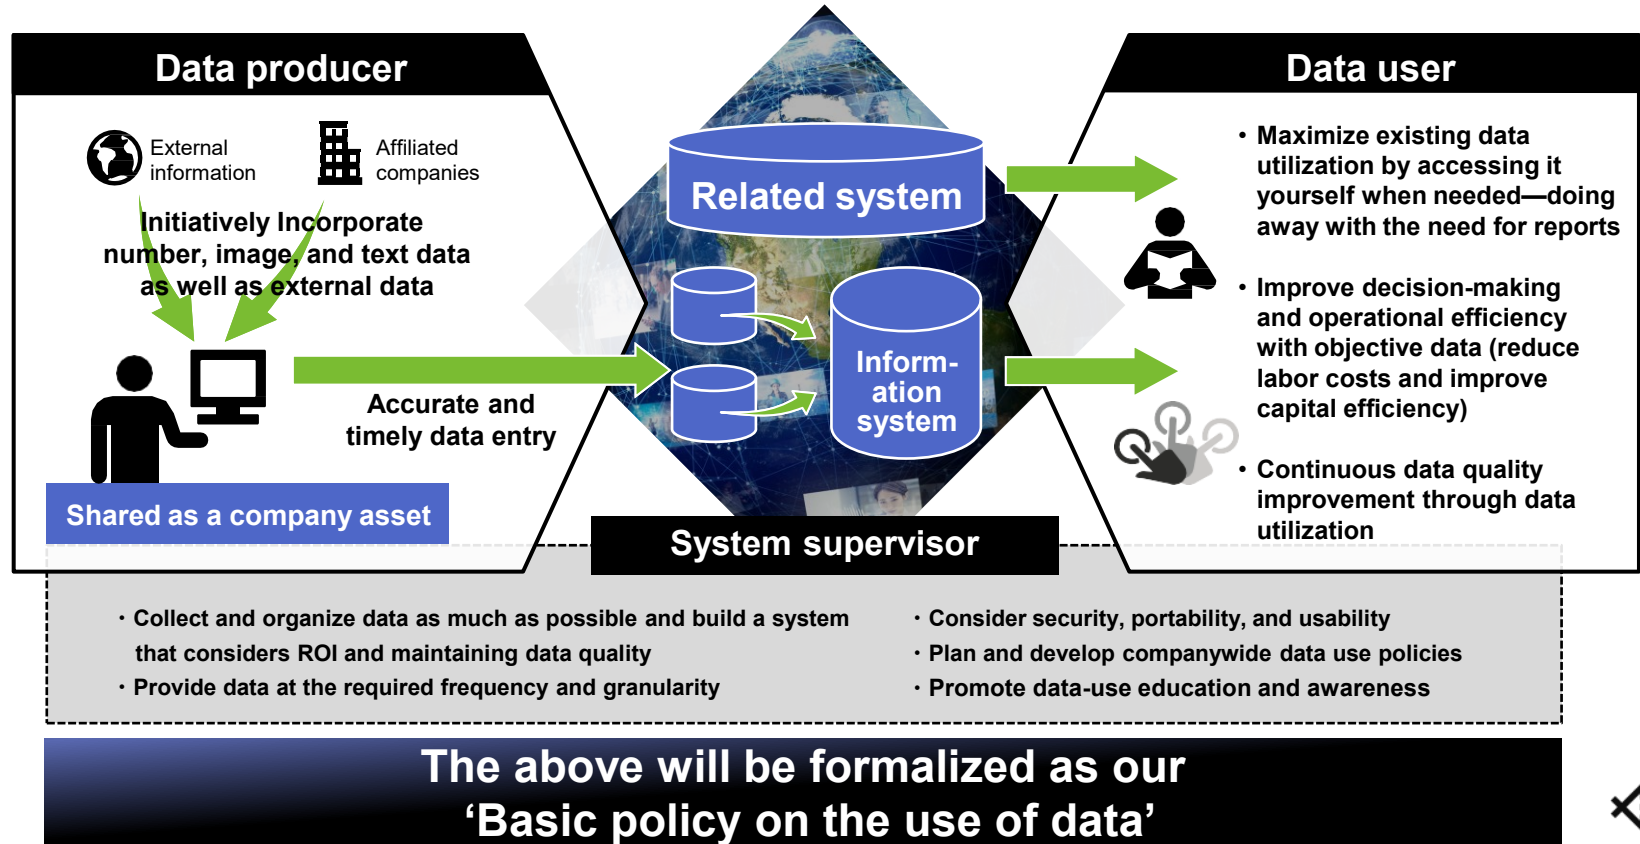 Data producer
External
information
Affiliated
companies
Initiatively Incorporate
number, image, and text data
as well as external data
Accurate and
timely data entry
Shared as a company asset
Related system
Inform-
ation
system
Data user
・Maximize existing data
utilization by accessing it
yourself when needed—doing
away with the need for reports
・Improve decision-making
and operational efficiency
with objective data (reduce
labor costs and improve
capital efficiency)
・Continuous data quality
improvement through data
utilization
System supervisor
・Collect and organize data as much as possible and build a system
that considers ROI and maintaining data quality
・Provide data at the required frequency and granularity
・Consider security, portability, and usability
・Plan and develop companywide data use policies
・Promote data-use education and awareness
The above will be formalized as our
‘Basic policy on the use of data’